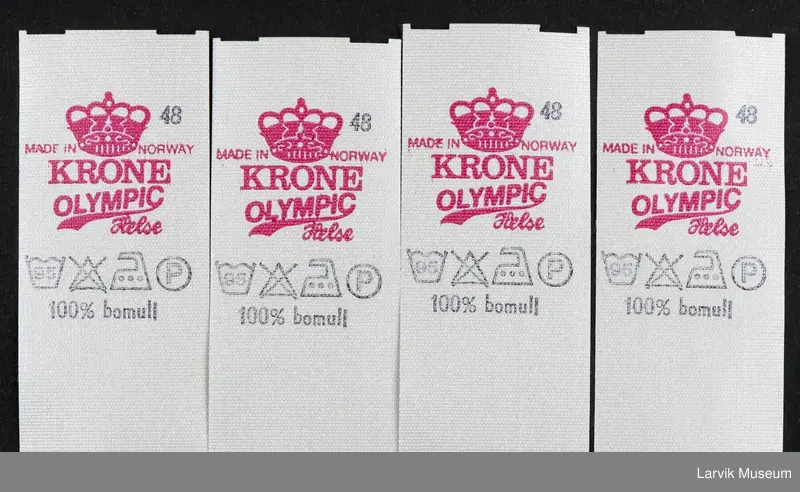 48
MADE IN NORWAY
KRONE
OLYMPIC
Helse
95 P
100% bomull
48
MADE IN NORWAY
KRONE
OLYMPIC
Helse
95 P
100% bomull
48
MADE IN NORWAY
KRONE
OLYMPIC
Helse
95 P
100% bomull
48
MADE IN NORWAY
KRONE
OLYMPIC
Helse
95 P
100% bomull
Larvik Museum